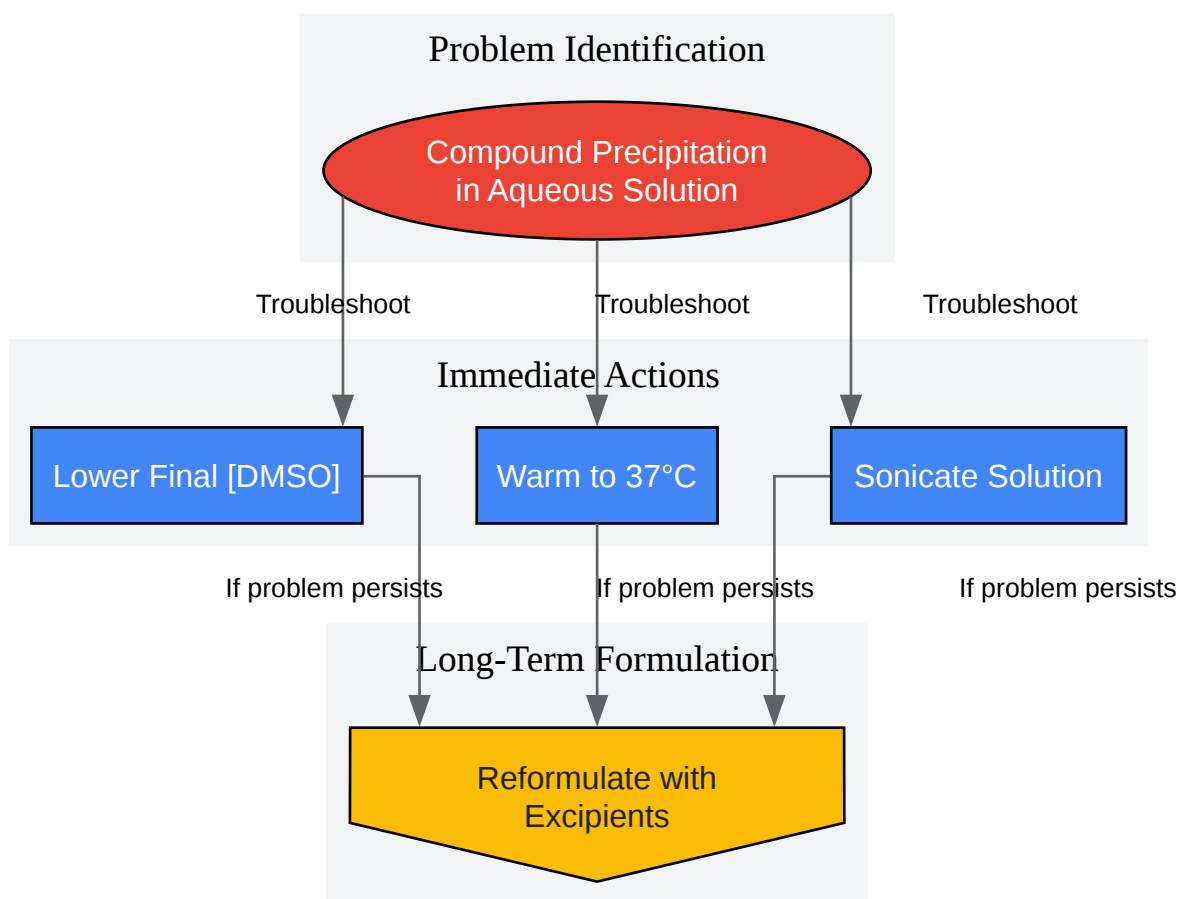 Problem Identification
Compound Precipitation
in Aqueous Solution
Troubleshoot
Troubleshoot
Troubleshoot
Immediate Actions
Lower Final [DMSO]
Warm to 37°C
Sonicate Solution
If problem persists
If problem persists
If problem persists
Long-Term Formulation
Reformulate with
Excipients